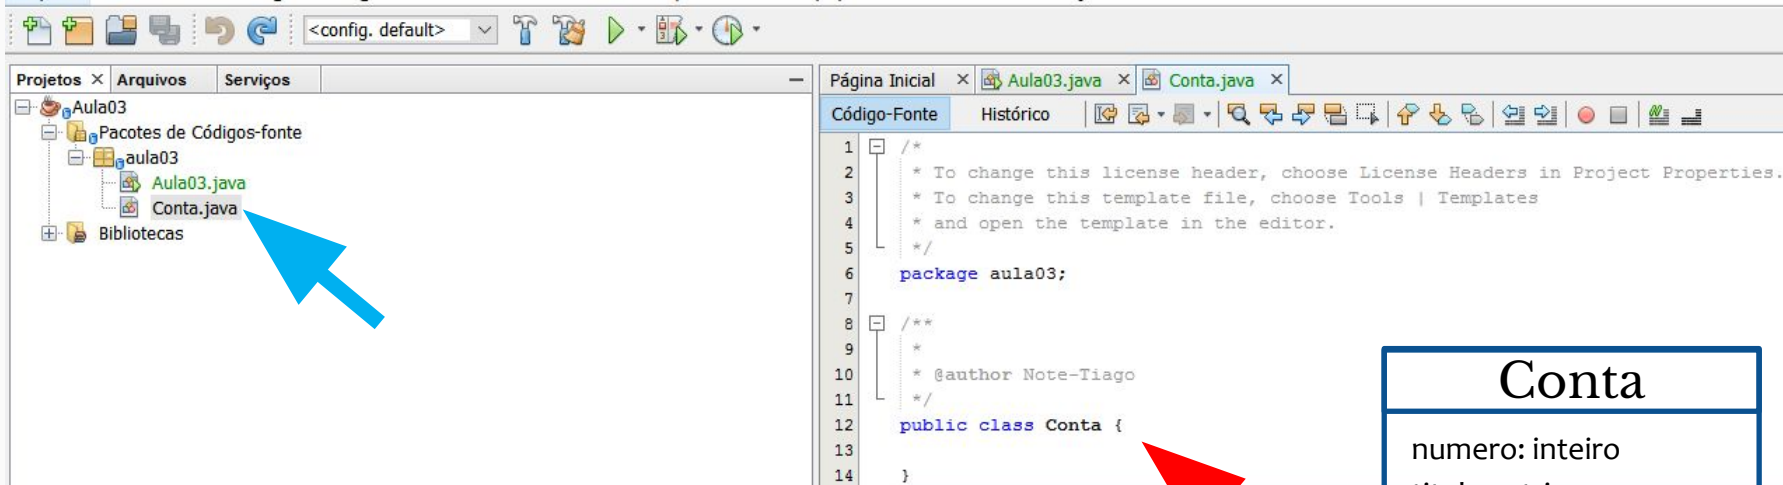 <config. default>
Projetos
Arquivos
Serviços
Aula03
Pacotes de Códigos-fonte
aula03
Aula03.java
Conta.java
Bibliotecas
Página Inicial
Aula03.java
Conta.java
Código-Fonte
Histórico
1 /*
2 * To change this license header, choose License Headers in Project Properties.
3 * To change this template file, choose Tools | Templates
4 * and open the template in the editor.
5 */
6 package aula03;
7
8 /**
9 *
10 * @author Note-Tiago
11 */
12 public class Conta {
13
14 }
Conta
numero: inteiro